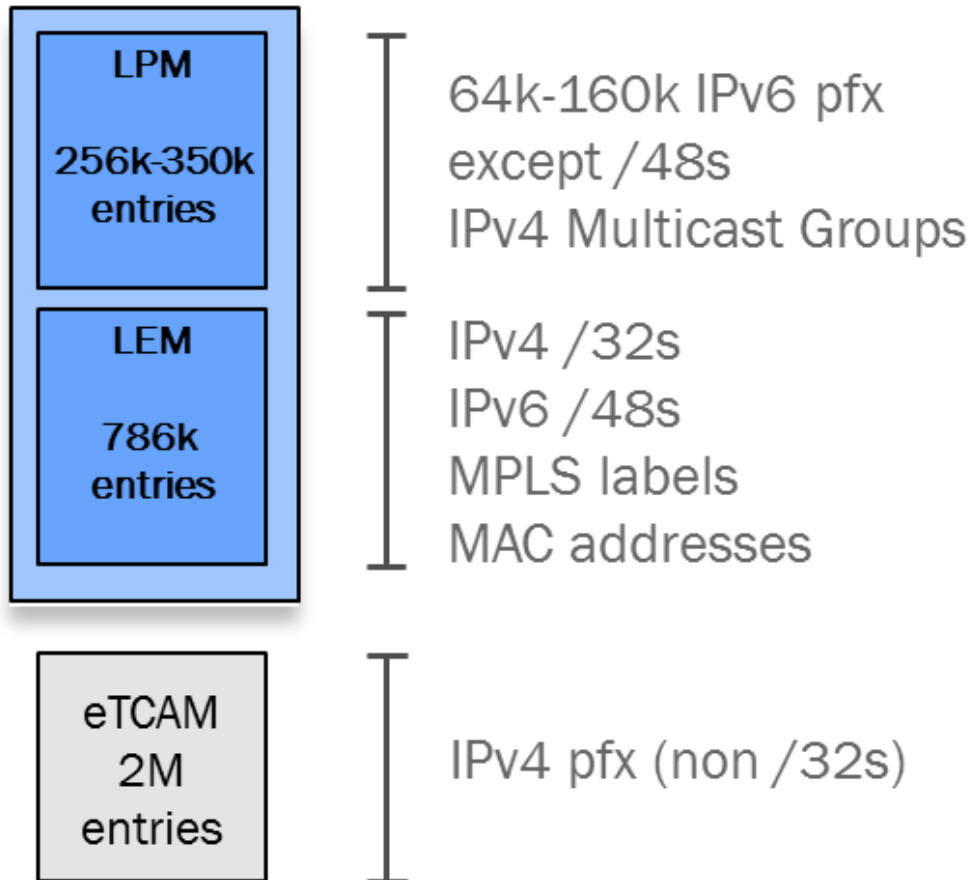 LPM
256k-350k
entries
64k-160k IPv6 pfx
except /48s
IPv4 Multicast Groups
LEM
786k
entries
IPv4 /32s
IPv6 /48s
MPLS labels
MAC addresses
eTCAM
2M
entries
IPv4 pfx (non /32s)